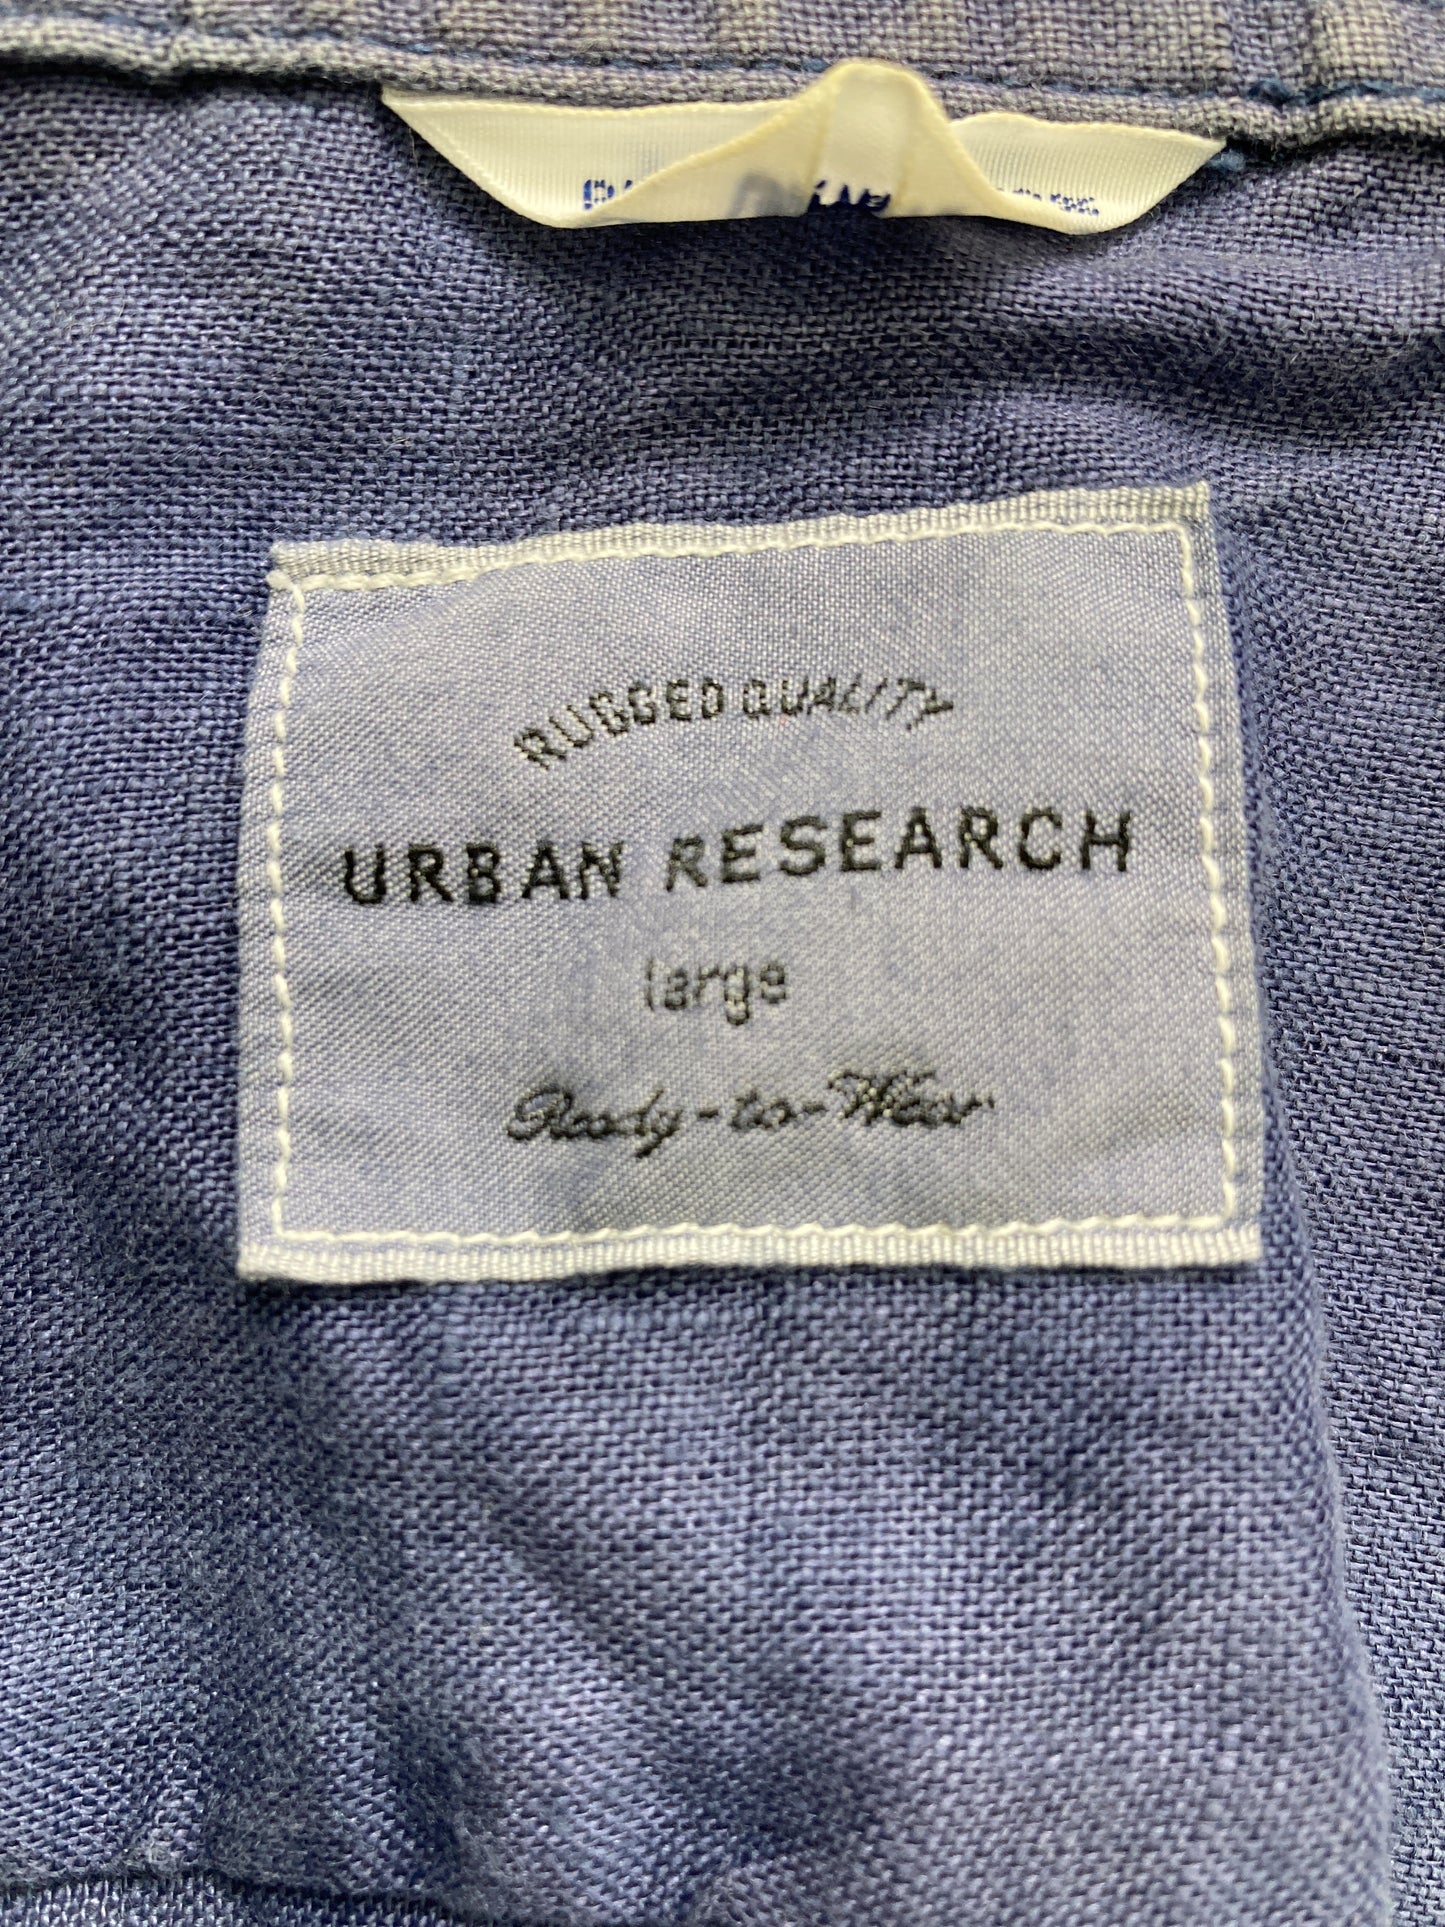 RUGGED QUALITY
URBAN RESEARCH
large
Ready-to-Wear